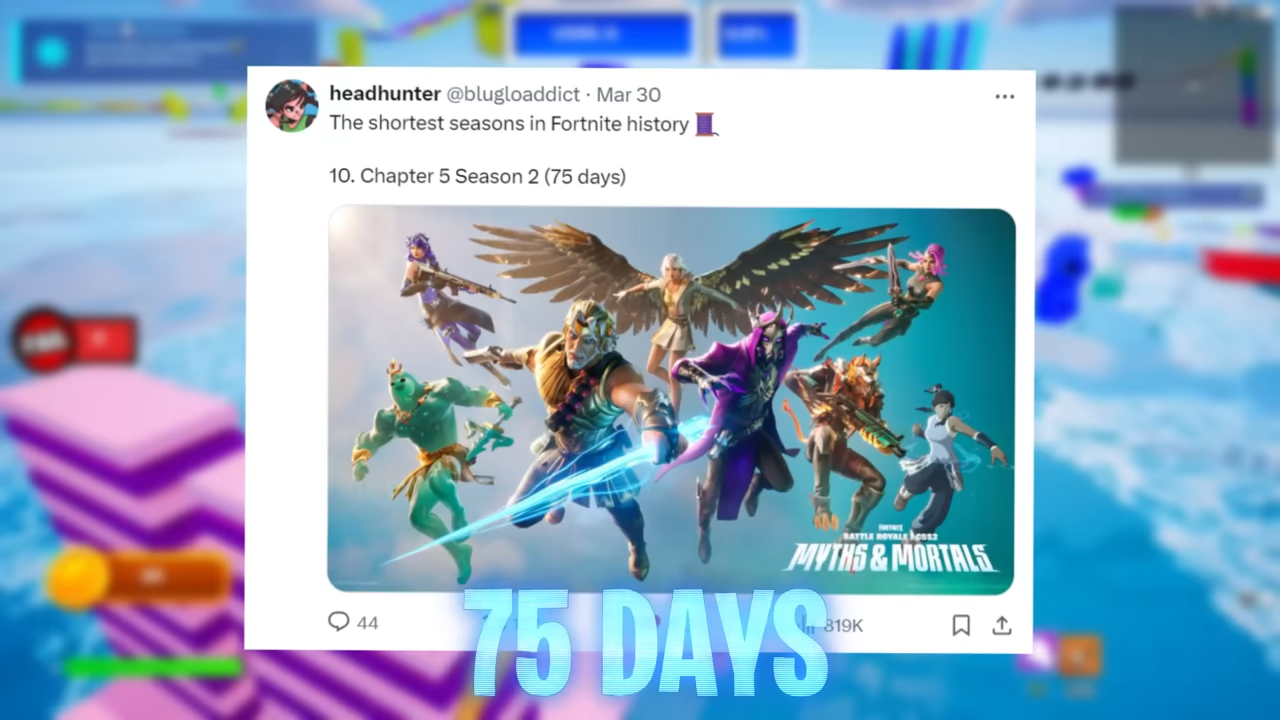 headhunter @blugloaddict · Mar 30
The shortest seasons in Fortnite history
10. Chapter 5 Season 2 (75 days)
FORTNITE
BATTLE ROYALE C5S2
MYTHS & MORTALS
44
819K
75 DAYS